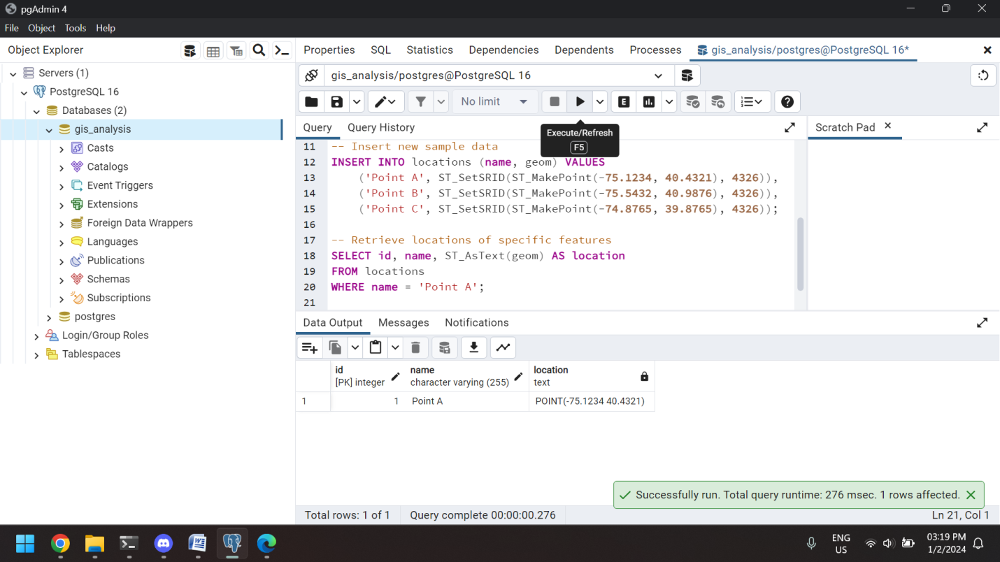 pgAdmin 4
File Object Tools Help
Object Explorer
Servers (1)
PostgreSQL 16
Databases (2)
gis_analysis
Casts
Catalogs
Event Triggers
Extensions
Foreign Data Wrappers
Languages
Publications
Schemas
Subscriptions
postgres
Login/Group Roles
Tablespaces
Properties SQL Statistics Dependencies Dependents Processes gis_analysis/postgres@PostgreSQL 16*
gis_analysis/postgres@PostgreSQL 16
No limit E
Query Query History
Execute/Refresh
F5
Scratch Pad
11 -- Insert new sample data
12 INSERT INTO locations (name, geom) VALUES
13 ('Point A', ST_SetSRID(ST_MakePoint(-75.1234, 40.4321), 4326)),
14 ('Point B', ST_SetSRID(ST_MakePoint(-75.5432, 40.9876), 4326)),
15 ('Point C', ST_SetSRID(ST_MakePoint(-74.8765, 39.8765), 4326));
16
17 -- Retrieve locations of specific features
18 SELECT id, name, ST_AsText(geom) AS location
19 FROM locations
20 WHERE name = 'Point A';
21
Data Output Messages Notifications
id name location
[PK] integer character varying (255) text
1 1 Point A POINT(-75.1234 40.4321)
Successfully run. Total query runtime: 276 msec. 1 rows affected.
Total rows: 1 of 1 Query complete 00:00:00.276 Ln 21, Col 1
ENG
US
03:19 PM
1/2/2024